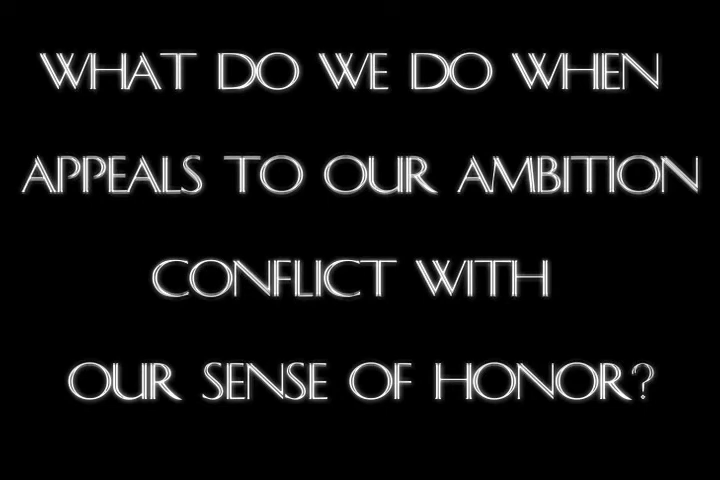 WHAT DO WE DO WHEN
APPEALS TO OUR AMBITION
CONFLICT WITH
OUR SENSE OF HONOR?